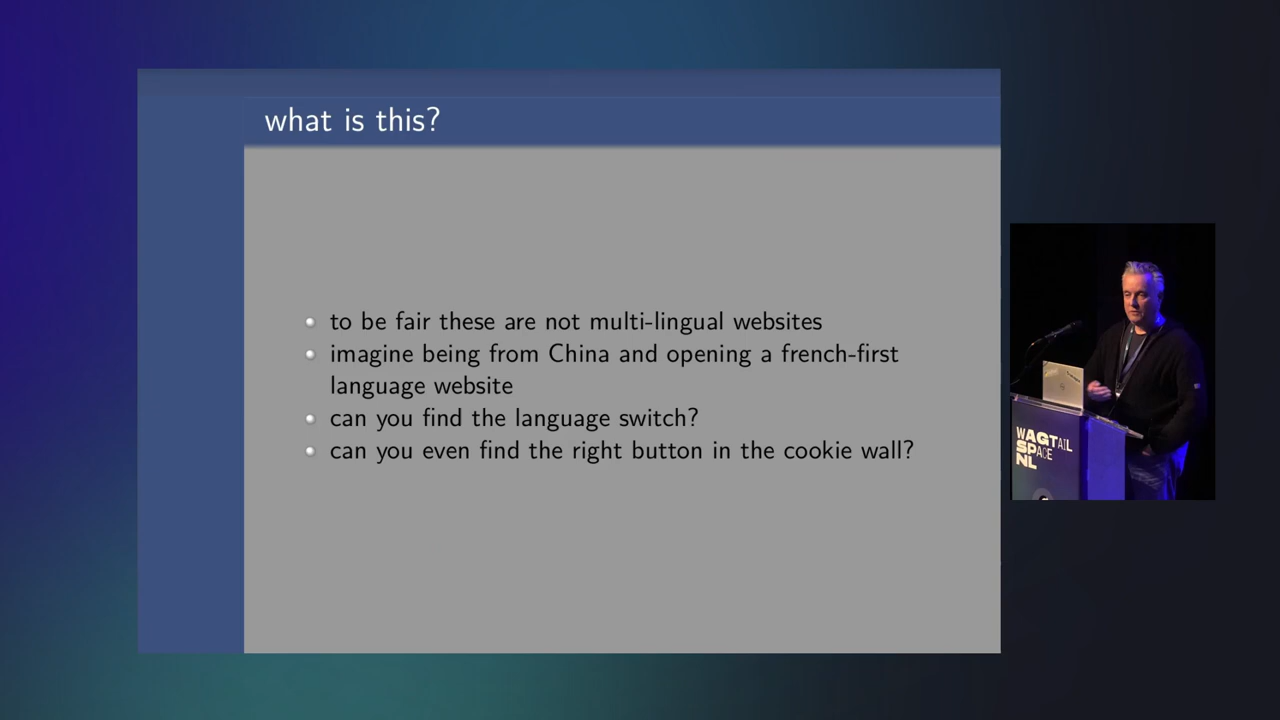 what is this?
to be fair these are not multi-lingual websites
imagine being from China and opening a french-first
language website
can you find the language switch?
can you even find the right button in the cookie wall?
WAGTAIL
SPACE
NL